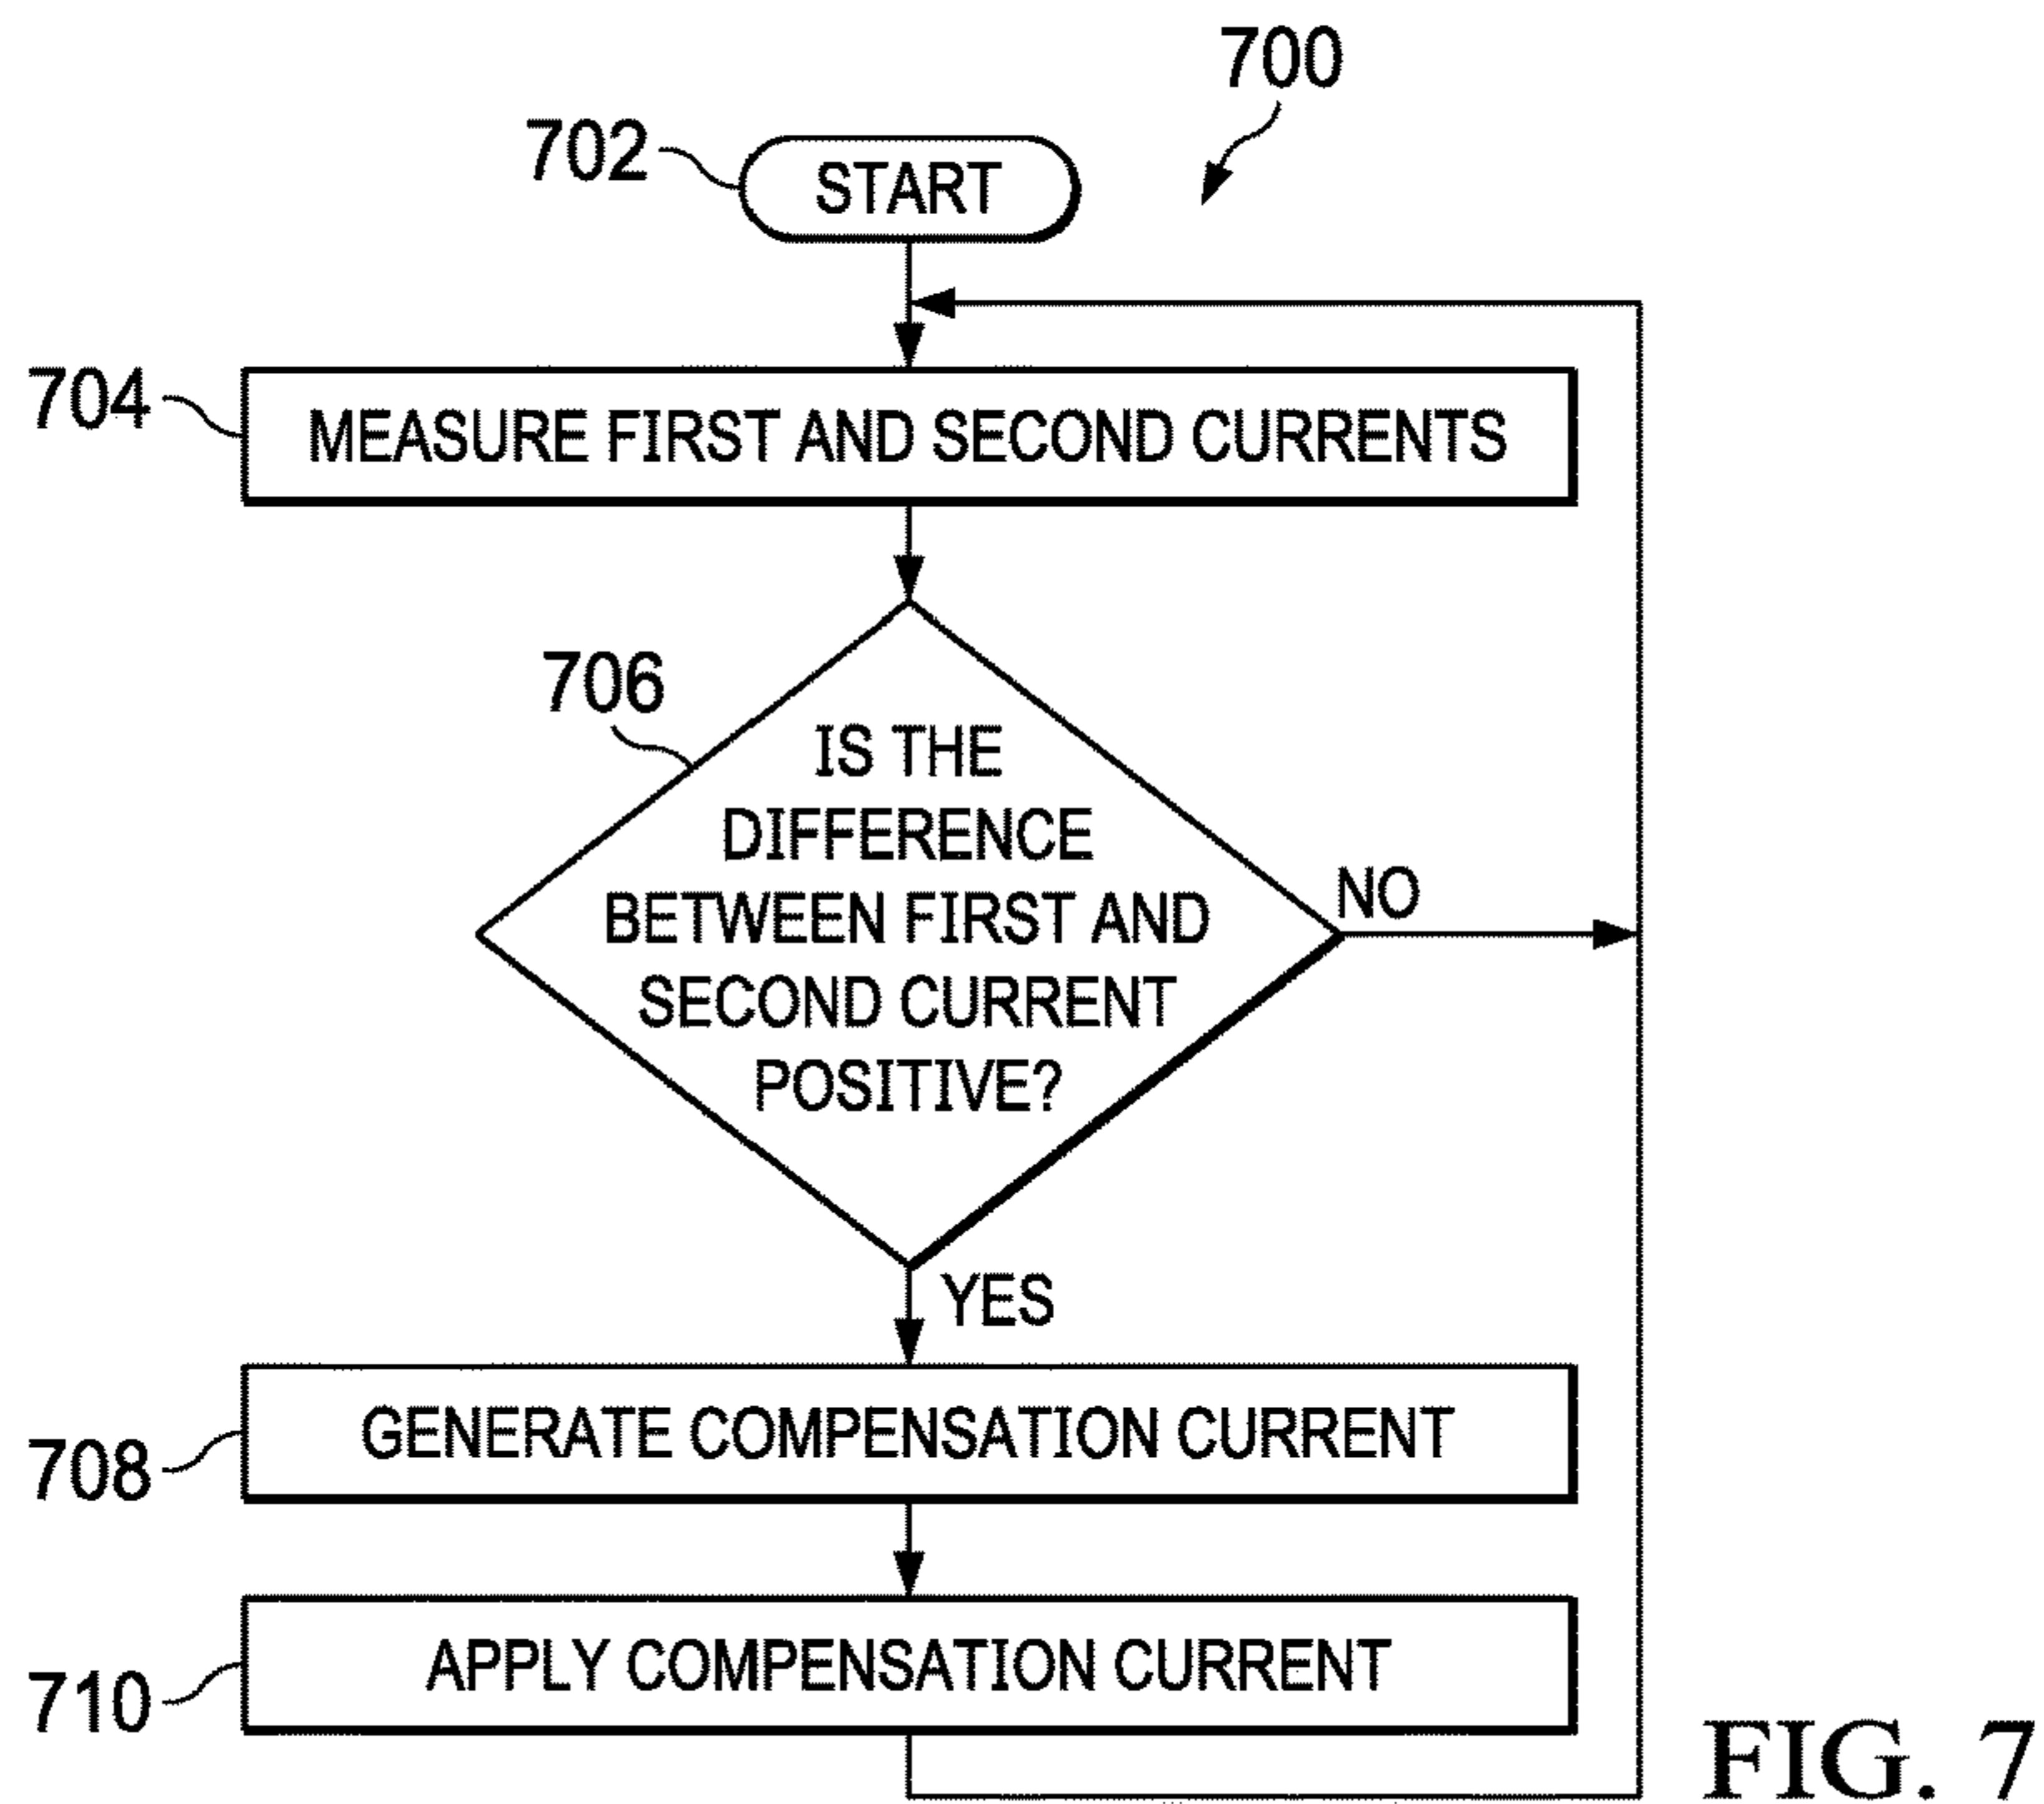 700
702
START
704
MEASURE FIRST AND SECOND CURRENTS
706
IS THE
DIFFERENCE
BETWEEN FIRST AND
SECOND CURRENT
POSITIVE?
NO
YES
708
GENERATE COMPENSATION CURRENT
710
APPLY COMPENSATION CURRENT
FIG. 7